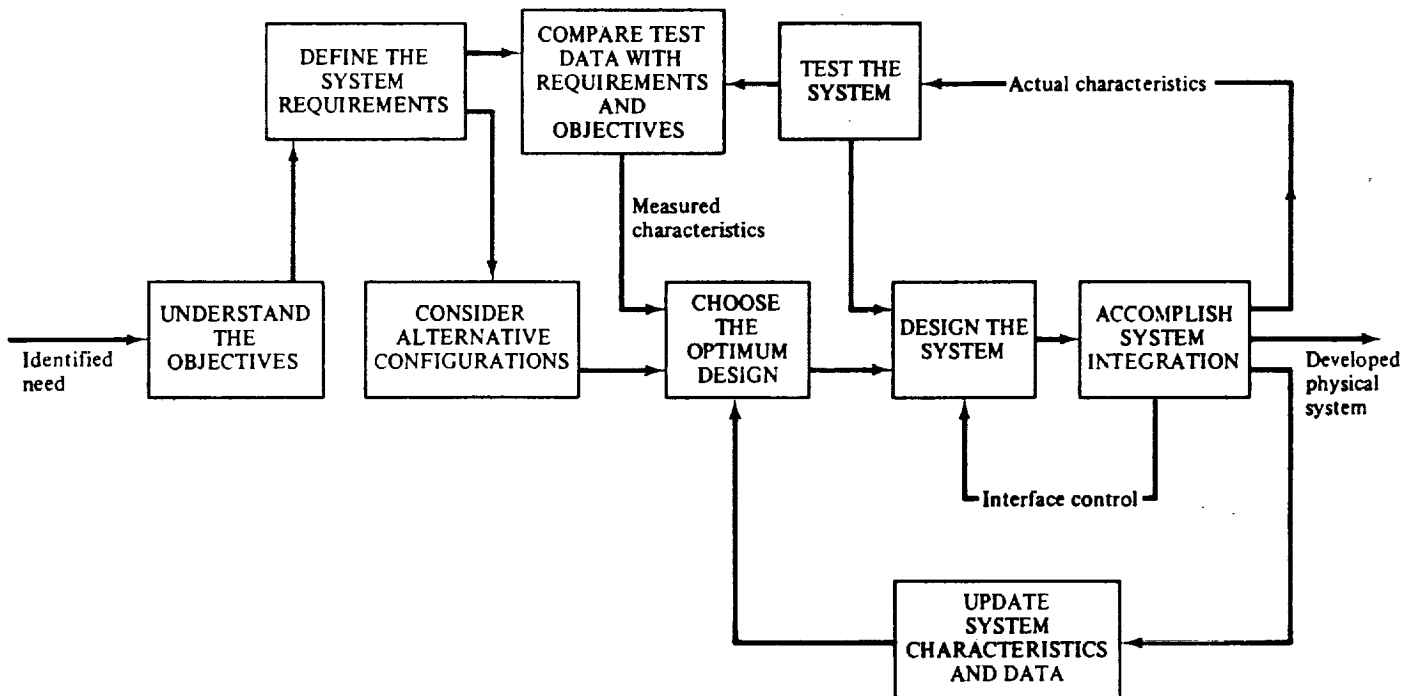 DEFINE THE
SYSTEM
REQUIREMENTS
COMPARE TEST
DATA WITH
REQUIREMENTS
AND
OBJECTIVES
TEST THE
SYSTEM
Actual characteristics
Measured
characteristics
Identified
need
UNDERSTAND
THE
OBJECTIVES
CONSIDER
ALTERNATIVE
CONFIGURATIONS
CHOOSE
THE
OPTIMUM
DESIGN
DESIGN THE
SYSTEM
ACCOMPLISH
SYSTEM
INTEGRATION
Developed
physical
system
Interface control
UPDATE
SYSTEM
CHARACTERISTICS
AND DATA